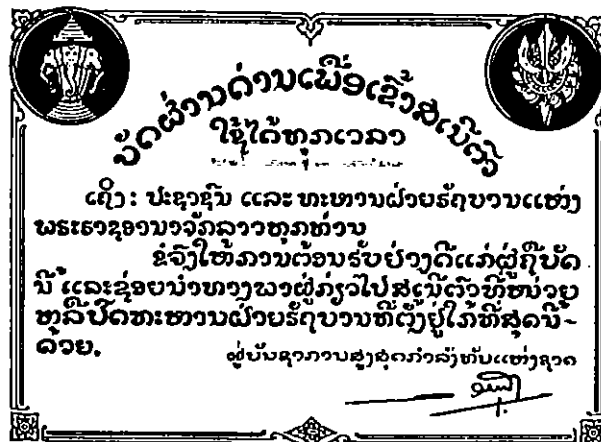 ບັດຜ່ານດ່ານເພື່ອເຂົ້າສເນີຕົວ
ໃຊ້ໄດ້ທຸກເວລາ
ເຖິງ: ປະຊາຊົນ ແລະ ທະຫານຝ່າຍຣັຖບານແຫ່ງ
ພຣະຣາຊອານາຈັກລາວທຸກທ່ານ
ຂໍຈົ່ງໃຫ້ການຕ້ອນຮັບຢ່າງດີແກ່ຜູ້ຖືບັດ
ນີ້ ແລະຊ່ອຍນຳທາງພາຜູ້ກ່ຽວໄປສເນີຕົວທີ່ໜ່ວຍ
ຫລືປົດທະຫານຝ່າຍຣັຖບານທີ່ຕັ້ງຢູ່ໃກ້ທີ່ສຸດນີ້-
ດ້ວຍ.
ຜູ້ບັນຊາການສູງສຸດກຳລັງທັບແຫ່ງຊາດ